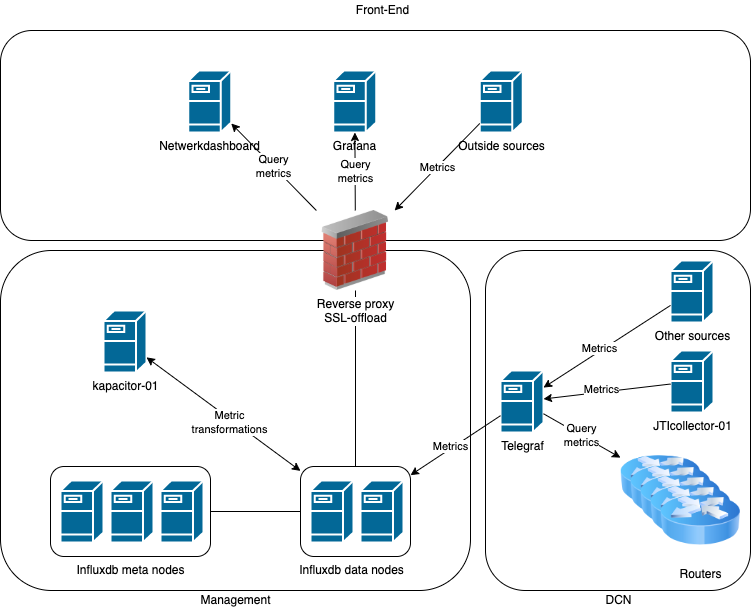 Front-End
Netwerkdashboard
Grafana
Outside sources
Query
metrics
Query
metrics
Metrics
Reverse proxy
SSL-offload
kapacitor-01
Metric
transformations
Influxdb meta nodes
Influxdb data nodes
Management
Other sources
Metrics
Metrics
JTIcollector-01
Telegraf
Query
metrics
Metrics
Routers
DCN